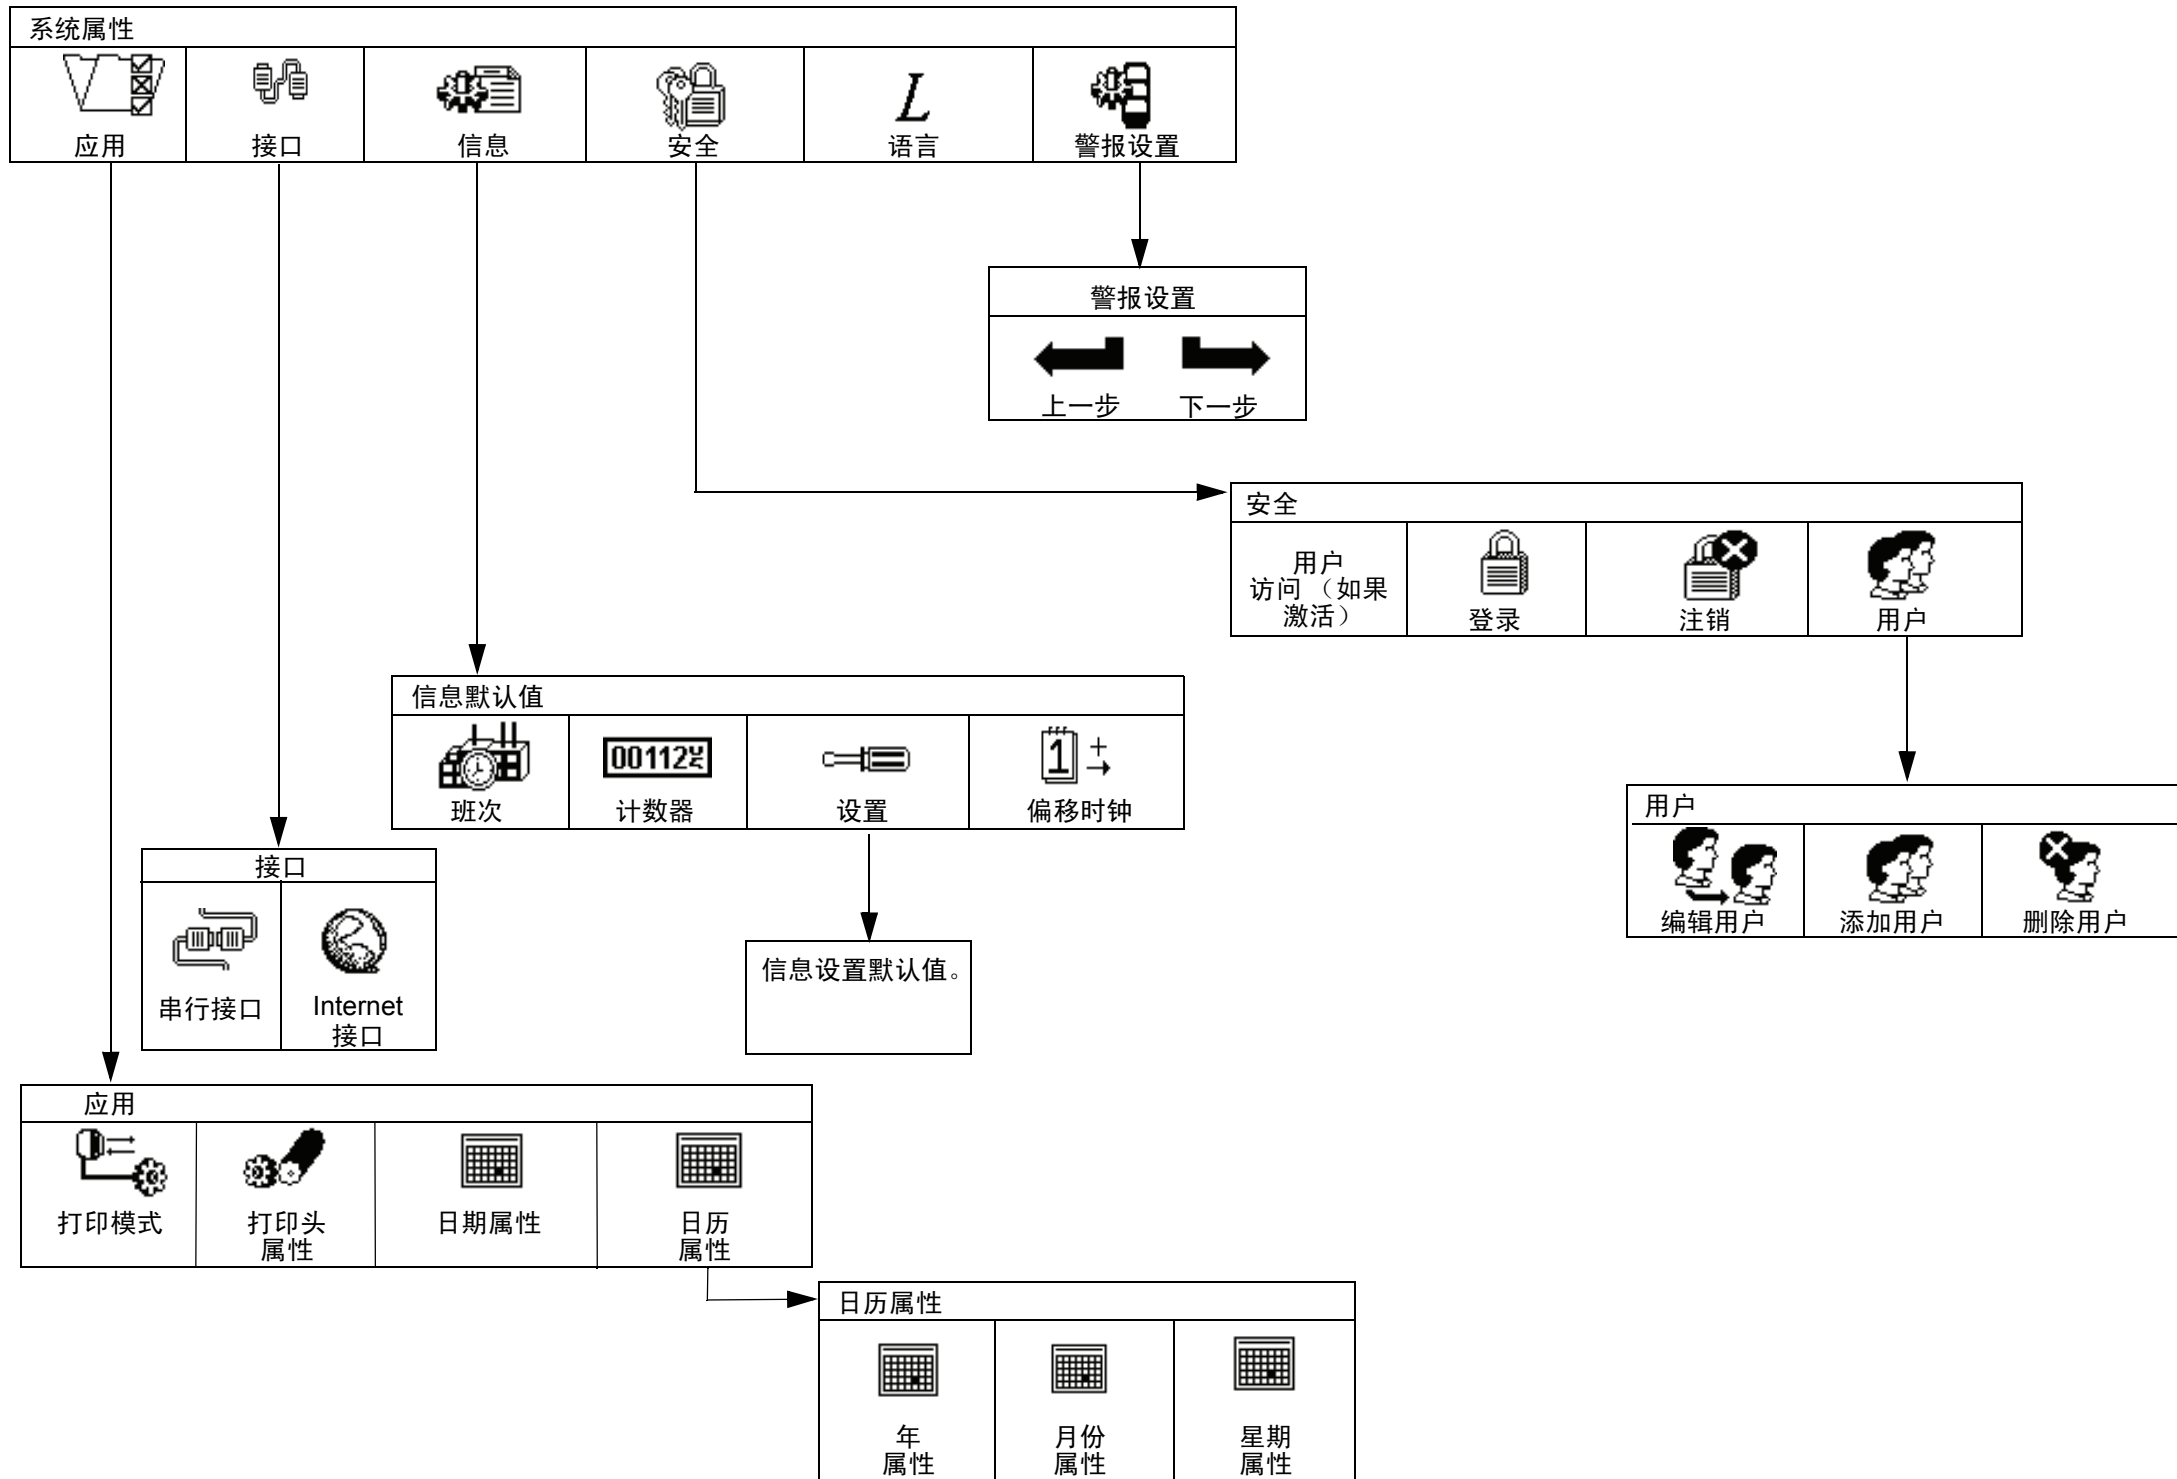 系统属性
应用 接口 信息 安全 L 语言 警报设置
警报设置
上一步 下一步
安全
用户
访问 （如果
激活）
登录 注销 用户
信息默认值
00112
班次 计数器 设置 1 偏移时钟
用户
编辑用户 添加用户 删除用户
接口
串行接口 Internet
接口
信息设置默认值。
应用
打印模式 打印头 日期属性 日历
属性 属性
日历属性
年 月份 星期
属性 属性 属性